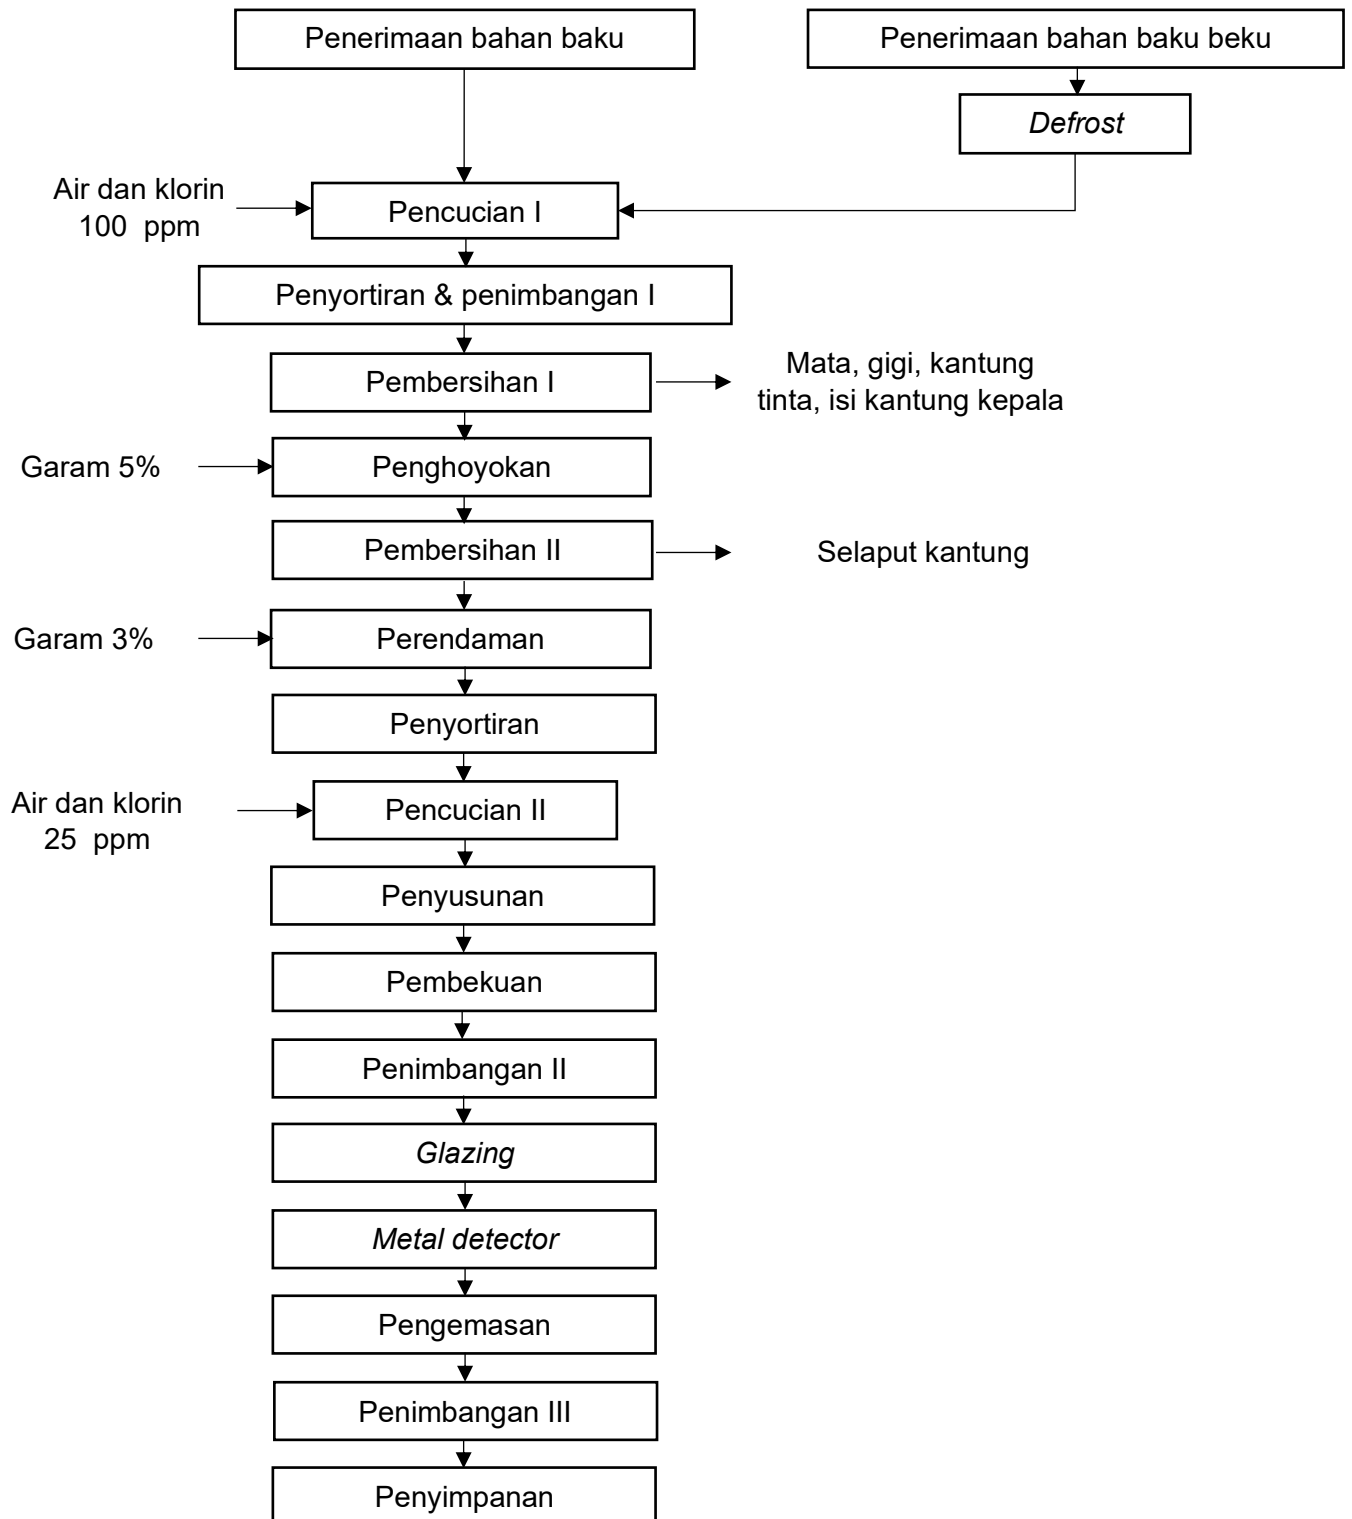 Penerimaan bahan baku
Penerimaan bahan baku beku
Defrost
Air dan klorin
100 ppm
Pencucian I
Penyortiran & penimbangan I
Pembersihan I
Mata, gigi, kantung
tinta, isi kantung kepala
Garam 5%
Penghoyokan
Pembersihan II
Selaput kantung
Garam 3%
Perendaman
Penyortiran
Air dan klorin
25 ppm
Pencucian II
Penyusunan
Pembekuan
Penimbangan II
Glazing
Metal detector
Pengemasan
Penimbangan III
Penyimpanan